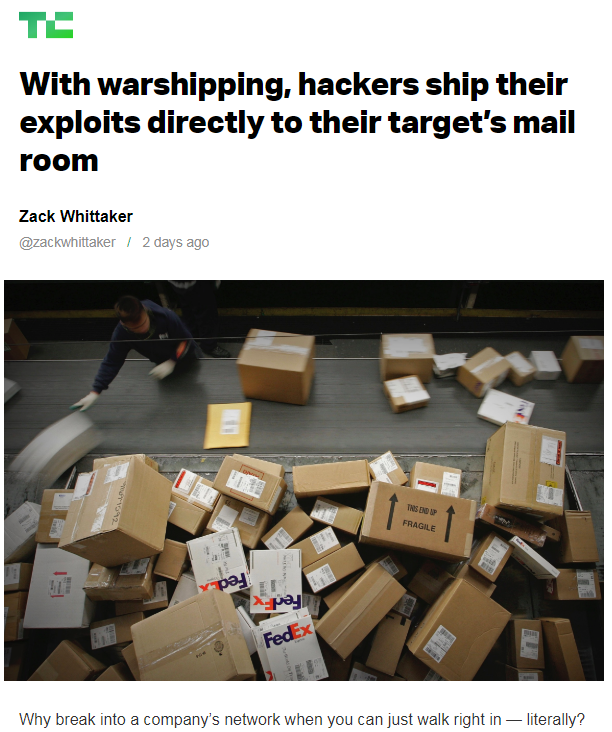 TC
With warshipping, hackers ship their
exploits directly to their target's mail
room
Zack Whittaker
@zackwhittaker / 2 days ago
THIS END UP
FRAGILE
FedEx
FedEx
FedEx
Why break into a company's network when you can just walk right in — literally?